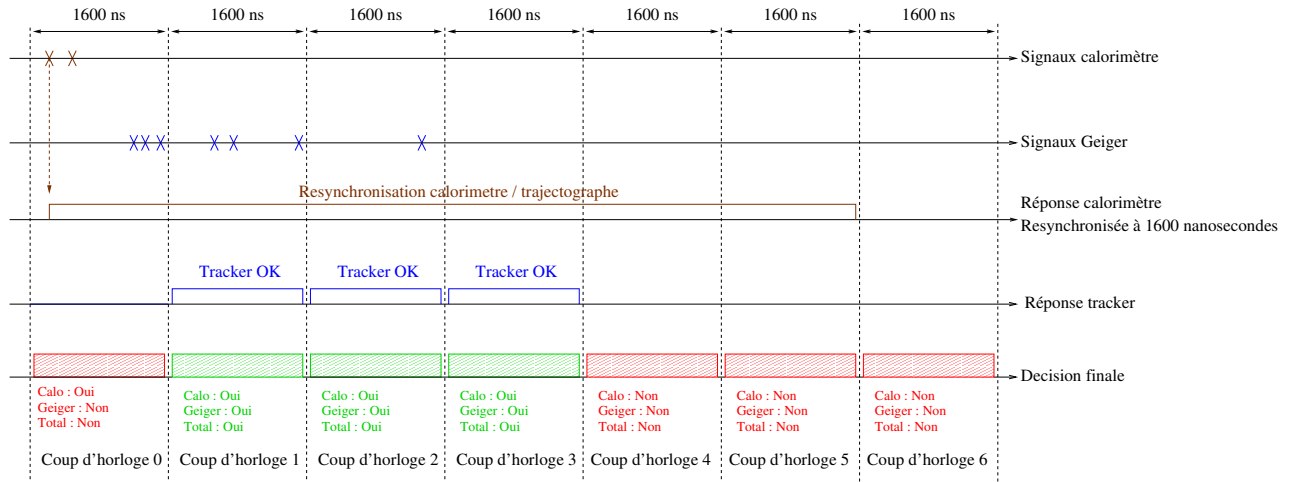 1600 ns 1600 ns 1600 ns 1600 ns 1600 ns 1600 ns 1600 ns
Signaux calorimètre
Signaux Geiger
Resynchronisation calorimetre / trajectographe
Réponse calorimètre
Resynchronisée à 1600 nanosecondes
Tracker OK Tracker OK Tracker OK
Réponse tracker
Decision finale
Calo : Oui
Geiger : Non
Total : Non
Calo : Oui
Geiger : Oui
Total : Oui
Calo : Oui
Geiger : Oui
Total : Oui
Calo : Oui
Geiger : Oui
Total : Oui
Calo : Non
Geiger : Non
Total : Non
Calo : Non
Geiger : Non
Total : Non
Calo : Non
Geiger : Non
Total : Non
Coup d'horloge 0 Coup d'horloge 1 Coup d'horloge 2 Coup d'horloge 3 Coup d'horloge 4 Coup d'horloge 5 Coup d'horloge 6